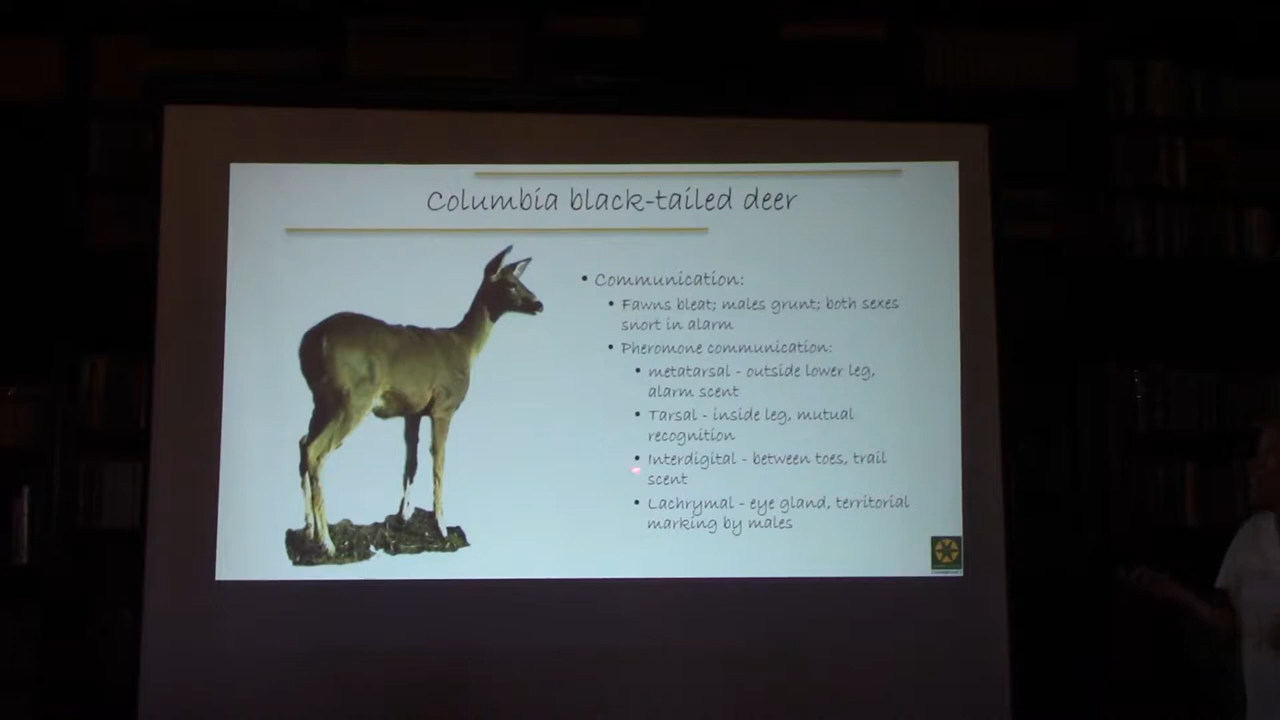 Columbia black-tailed deer
• Communication:
• Fawns bleat; males grunt; both sexes
snort in alarm
• Pheromone communication:
• metatarsal - outside lower leg,
alarm scent
• Tarsal - inside leg, mutual
recognition
• Interdigital - between toes, trail
scent
• Lachrymal - eye gland, territorial
marking by males